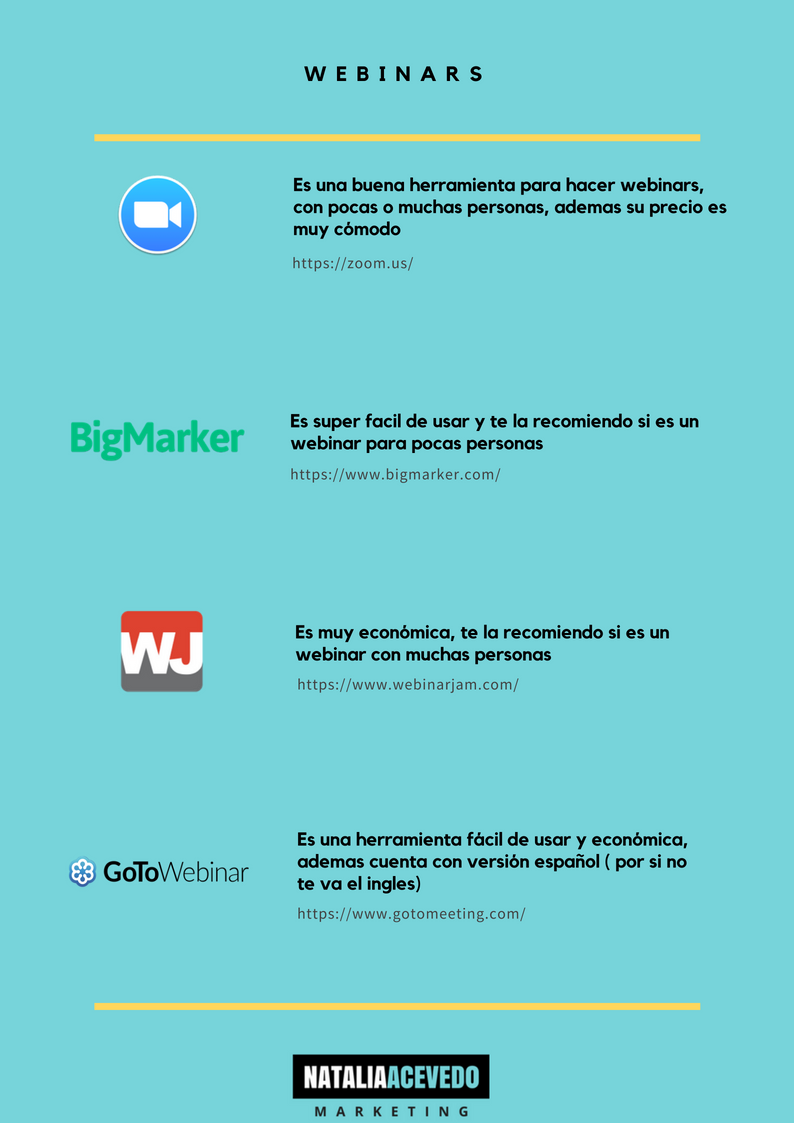 WEBINARS
Es una buena herramienta para hacer webinars,
con pocas o muchas personas, ademas su precio es
muy cómodo
https://zoom.us/
BigMarker
Es super facil de usar y te la recomiendo si es un
webinar para pocas personas
https://www.bigmarker.com/
WJ
Es muy económica, te la recomiendo si es un
webinar con muchas personas
https://www.webinarjam.com/
GoToWebinar
Es una herramienta fácil de usar y económica,
ademas cuenta con versión español ( por si no
te va el ingles)
https://www.gotomeeting.com/
NATALIAACEVEDO
MARKETING